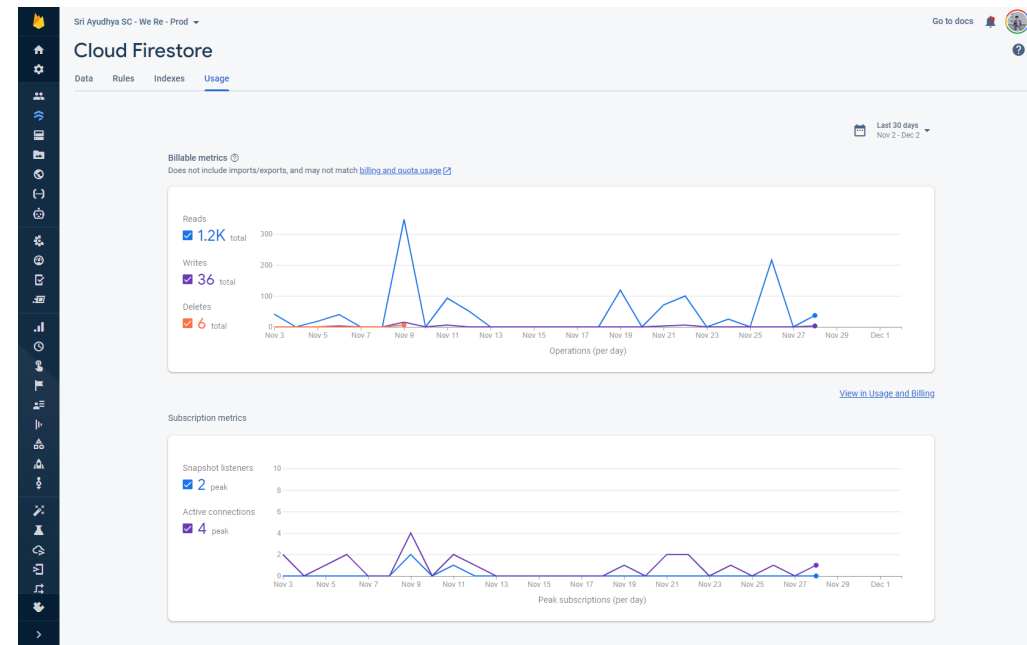 Sri Ayudhya SC - We Re - Prod
Go to docs
Cloud Firestore
Data Rules Indexes Usage
Last 30 days
Nov 2 - Dec 2
Billable metrics
Does not include imports/exports, and may not match billing and quota usage
Reads
1.2K total
Writes
36 total
Deletes
6 total
300
200
100
0
Nov 3 Nov 5 Nov 7 Nov 9 Nov 11 Nov 13 Nov 15 Nov 17 Nov 19 Nov 21 Nov 23 Nov 25 Nov 27 Nov 29 Dec 1
Operations (per day)
View in Usage and Billing
Subscription metrics
Snapshot listeners
2 peak
Active connections
4 peak
10
8
6
4
2
0
Nov 3 Nov 5 Nov 7 Nov 9 Nov 11 Nov 13 Nov 15 Nov 17 Nov 19 Nov 21 Nov 23 Nov 25 Nov 27 Nov 29 Dec 1
Peak subscriptions (per day)